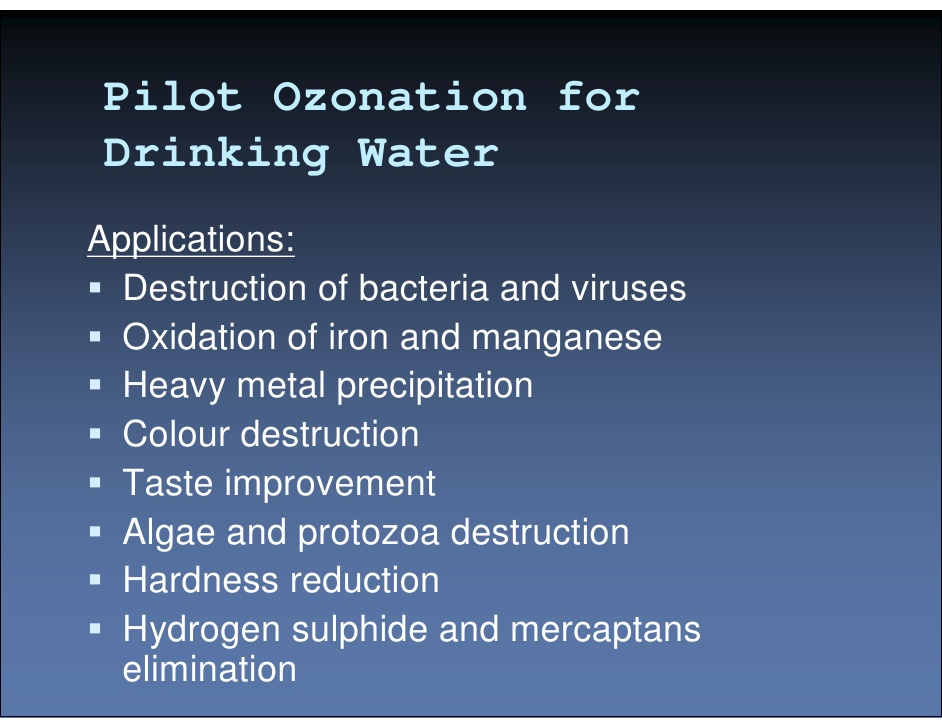 Pilot Ozonation for
Drinking Water
Applications:
▪ Destruction of bacteria and viruses
▪ Oxidation of iron and manganese
▪ Heavy metal precipitation
▪ Colour destruction
▪ Taste improvement
▪ Algae and protozoa destruction
▪ Hardness reduction
▪ Hydrogen sulphide and mercaptans
elimination